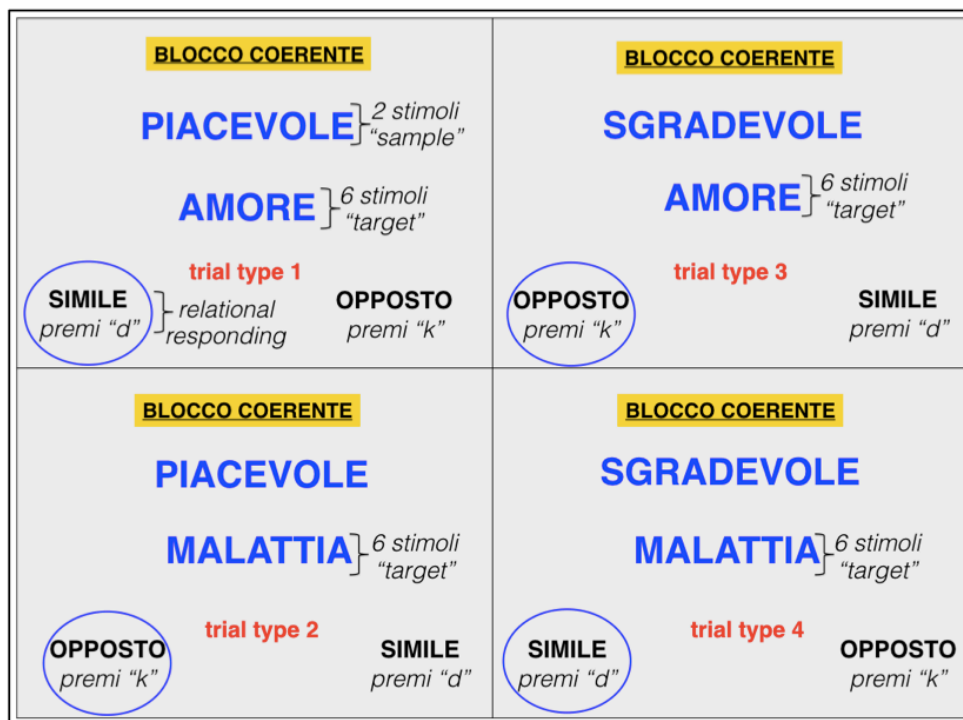 BLOCCO COERENTE
PIACEVOLE
2 stimoli
“sample”
AMORE
6 stimoli
“target”
trial type 1
SIMILE
premi “d”
relational
responding
OPPOSTO
premi “k”
BLOCCO COERENTE
SGRADEVOLE
AMORE
6 stimoli
“target”
trial type 3
OPPOSTO
premi “k”
SIMILE
premi “d”
BLOCCO COERENTE
PIACEVOLE
MALATTIA
6 stimoli
“target”
trial type 2
OPPOSTO
premi “k”
SIMILE
premi “d”
BLOCCO COERENTE
SGRADEVOLE
MALATTIA
6 stimoli
“target”
trial type 4
SIMILE
premi “d”
OPPOSTO
premi “k”